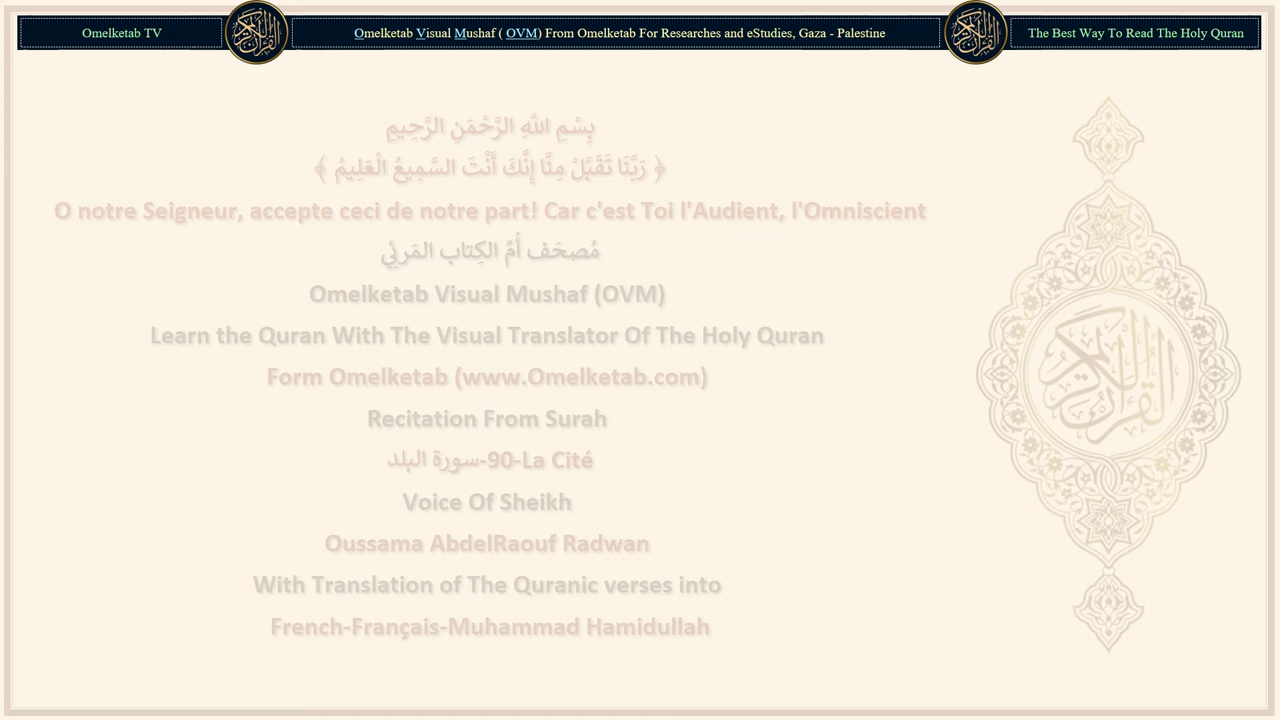 Omelketab TV
Omelketab Visual Mushaf ( OVM) From Omelketab For Researches and eStudies, Gaza - Palestine
The Best Way To Read The Holy Quran
بِسْمِ اللَّهِ الرَّحْمَنِ الرَّحِيمِ
﴿ رَبَّنَا تَقَبَّلْ مِنَّا إِنَّكَ أَنْتَ السَّمِيعُ الْعَلِيمُ ﴾
O notre Seigneur, accepte ceci de notre part! Car c'est Toi l'Audient, l'Omniscient
مُصحَف أُمِّ الكِتاب المَرئِي
Omelketab Visual Mushaf (OVM)
Learn the Quran With The Visual Translator Of The Holy Quran
Form Omelketab (www.Omelketab.com)
Recitation From Surah
سورة البلد-90-La Cité
Voice Of Sheikh
Oussama AbdelRaouf Radwan
With Translation of The Quranic verses into
French-Français-Muhammad Hamidullah